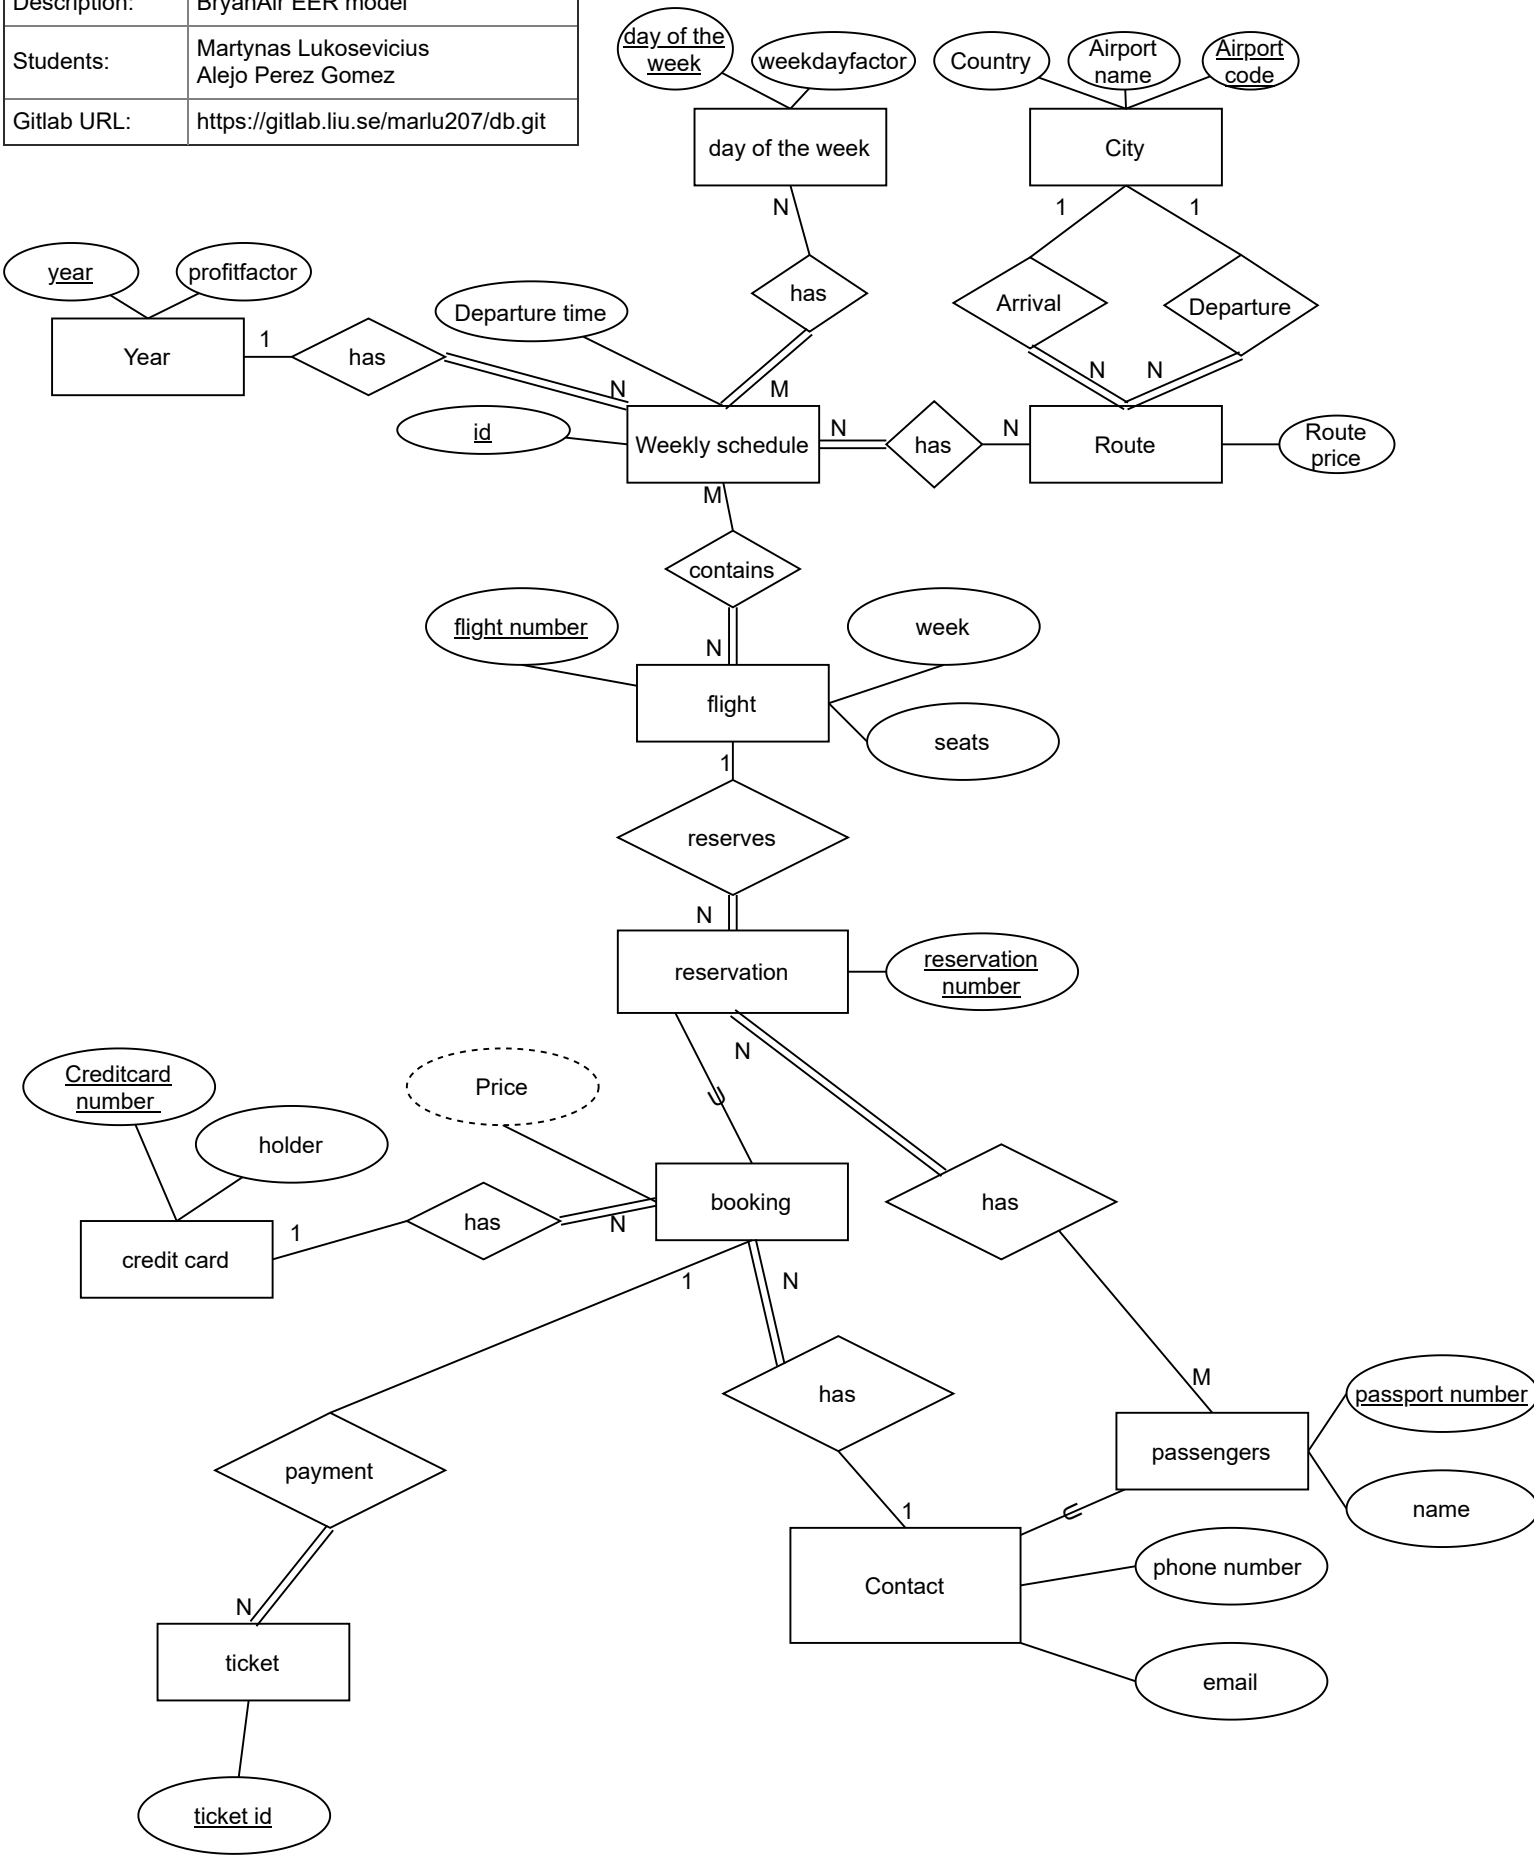 Description:
BryanAir EER model
Students:
Martynas Lukosevicius
Alejo Perez Gomez
Gitlab URL:
https://gitlab.liu.se/marlu207/db.git
day of the
week
weekdayfactor
Country
Airport
name
Airport
code
day of the week
City
N
1
1
year
profitfactor
Departure time
has
Arrival
Departure
Year
1
has
N
M
N
N
id
Weekly schedule
N
has
N
Route
Route
price
M
contains
flight number
week
N
flight
seats
1
reserves
N
reservation
reservation
number
N
Creditcard
number
holder
Price
booking
has
credit card
1
has
N
1
N
has
M
payment
passengers
passport number
name
1
Contact
phone number
email
N
ticket
ticket id